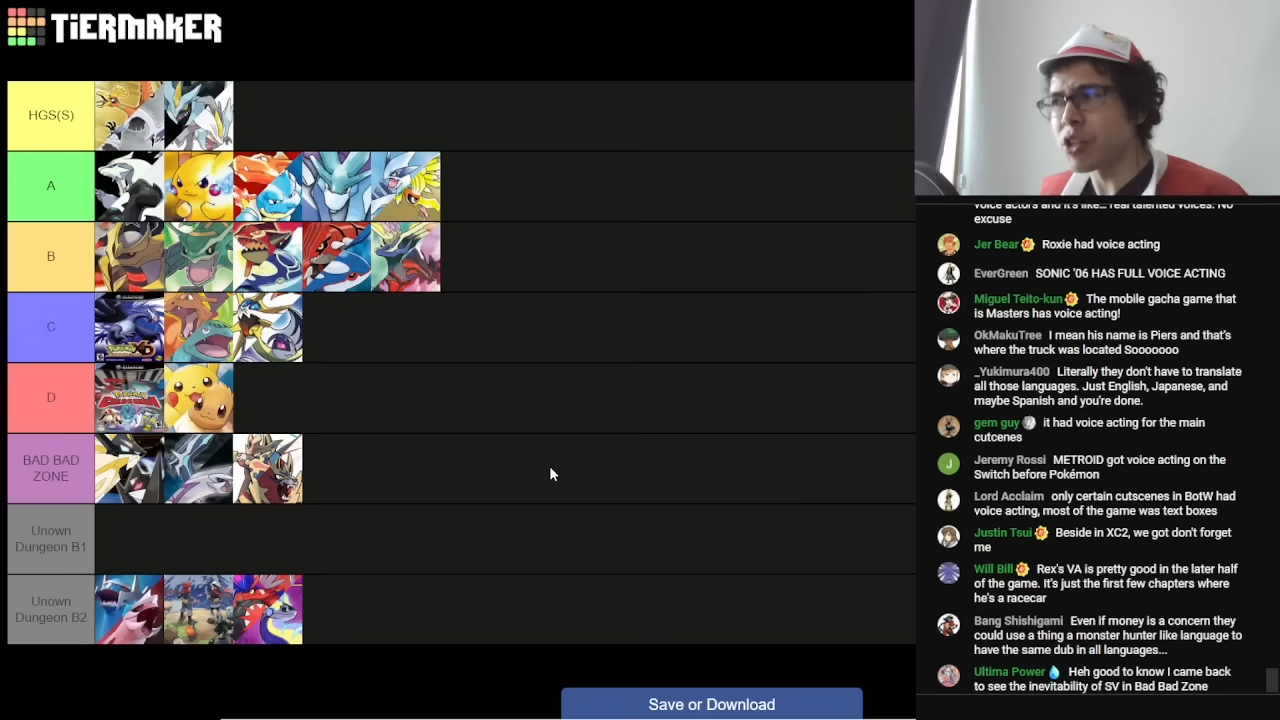 TiERMAKER
HGS(S)
A
B
C
D
BAD BAD
ZONE
Unown
Dungeon B1
Unown
Dungeon B2
Save or Download
voice actors and it's like... real talented voices. No
excuse
Jer Bear Roxie had voice acting
EverGreen SONIC '06 HAS FULL VOICE ACTING
Miguel Teito-kun The mobile gacha game that
is Masters has voice acting!
OkMakuTree I mean his name is Piers and that's
where the truck was located Sooooooo
_Yukimura400 Literally they don't have to translate
all those languages. Just English, Japanese, and
maybe Spanish and you're done.
gem guy it had voice acting for the main
cutcenes
J
Jeremy Rossi METROID got voice acting on the
Switch before Pokémon
Lord Acclaim only certain cutscenes in BotW had
voice acting, most of the game was text boxes
Justin Tsui Beside in XC2, we got don't forget
me
Will Bill Rex's VA is pretty good in the later half
of the game. It's just the first few chapters where
he's a racecar
Bang Shishigami Even if money is a concern they
could use a thing a monster hunter like language to
have the same dub in all languages...
Ultima Power Heh good to know I came back
to see the inevitability of SV in Bad Bad Zone